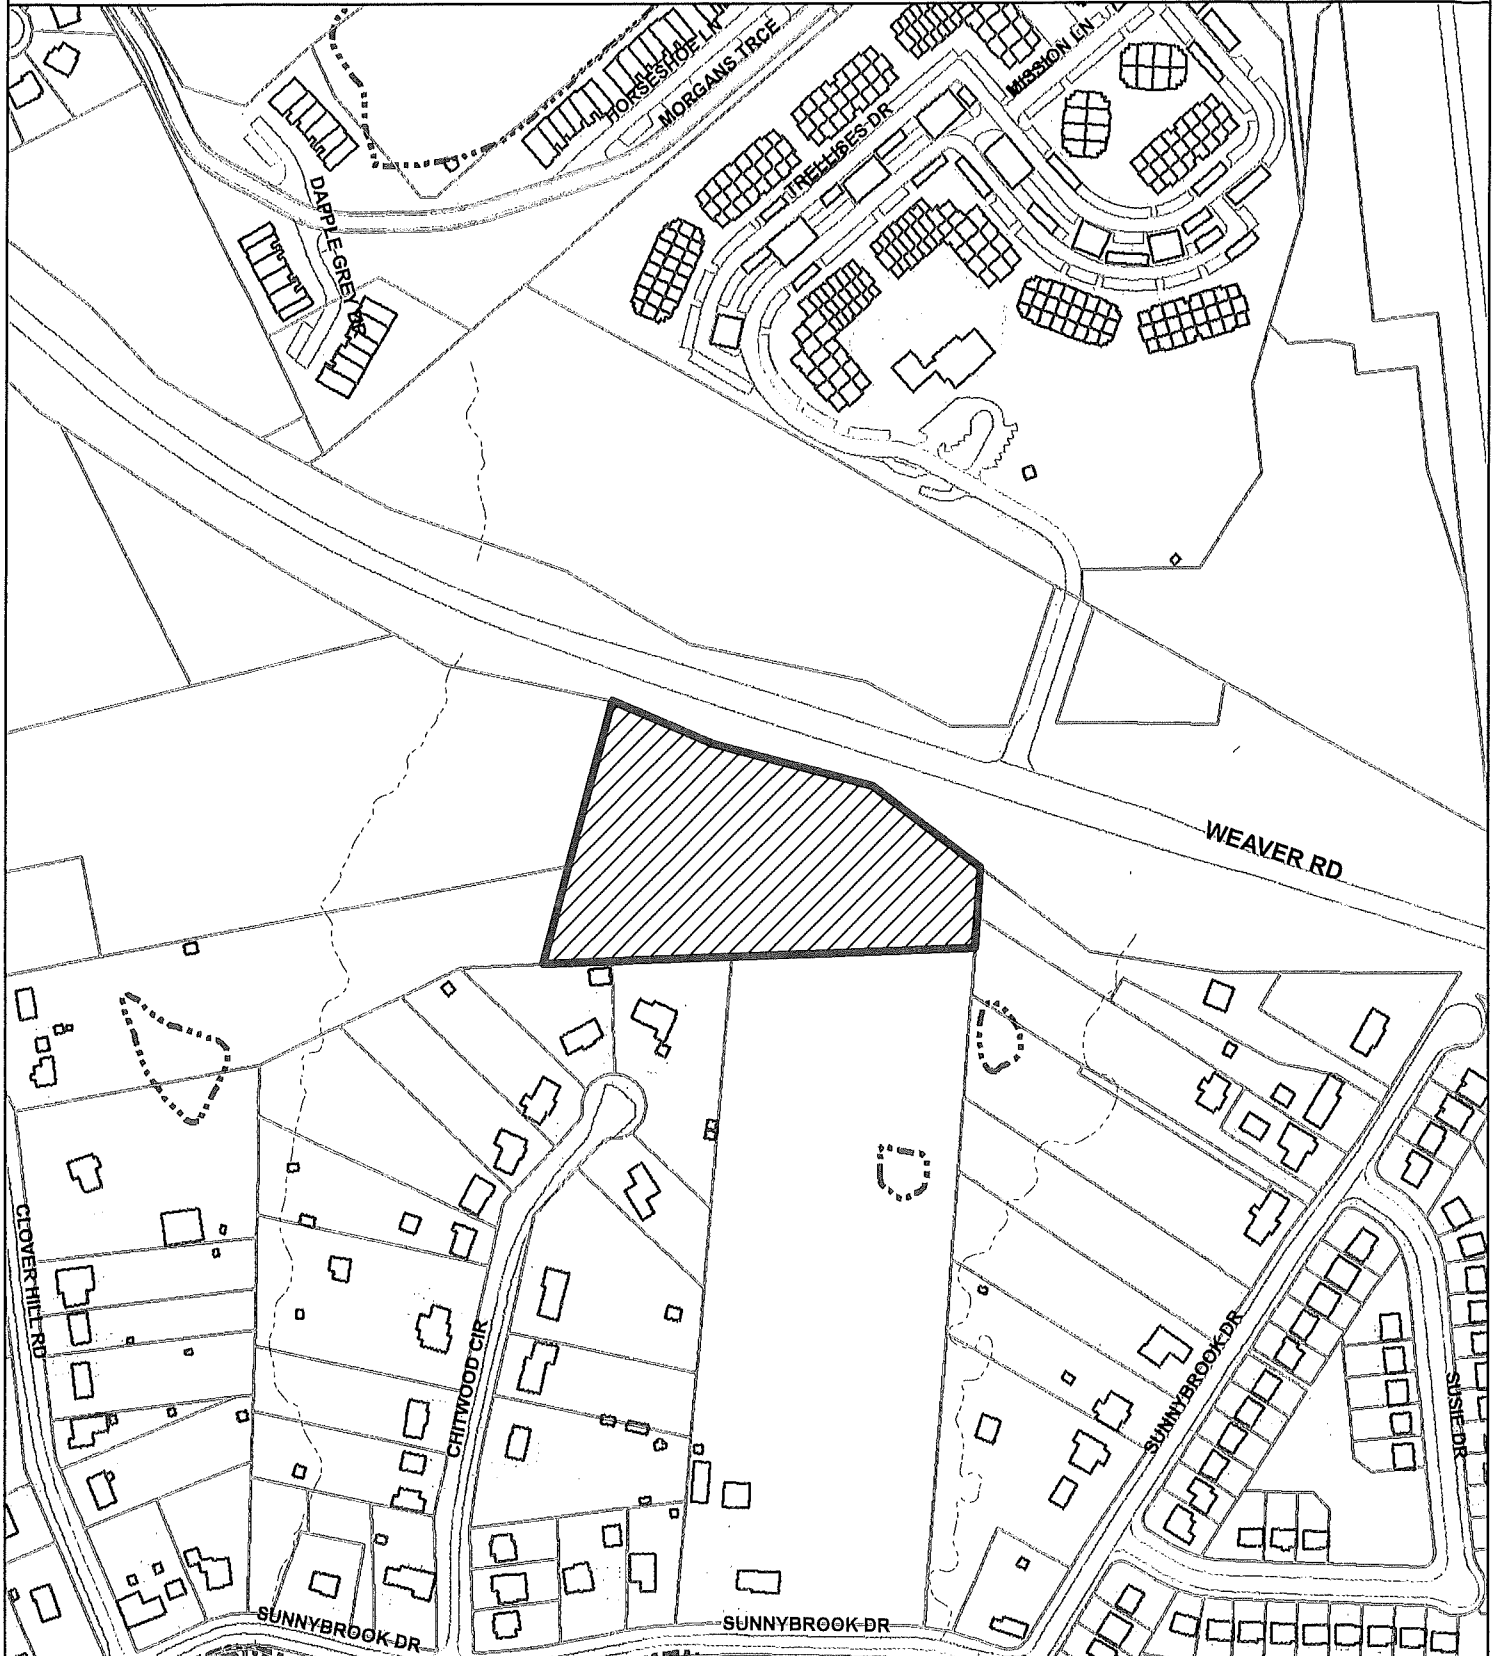 HORSESHOE LN
MORGANS TRCE
MISSION LN
TRELLISES DR
DAPPLE GREY
WEAVER RD
CLOVER HILL RD
CHITWOOD CIR
SUNNYBROOK DR
SUSIE DR
SUNNYBROOK DR
SUNNYBROOK DR